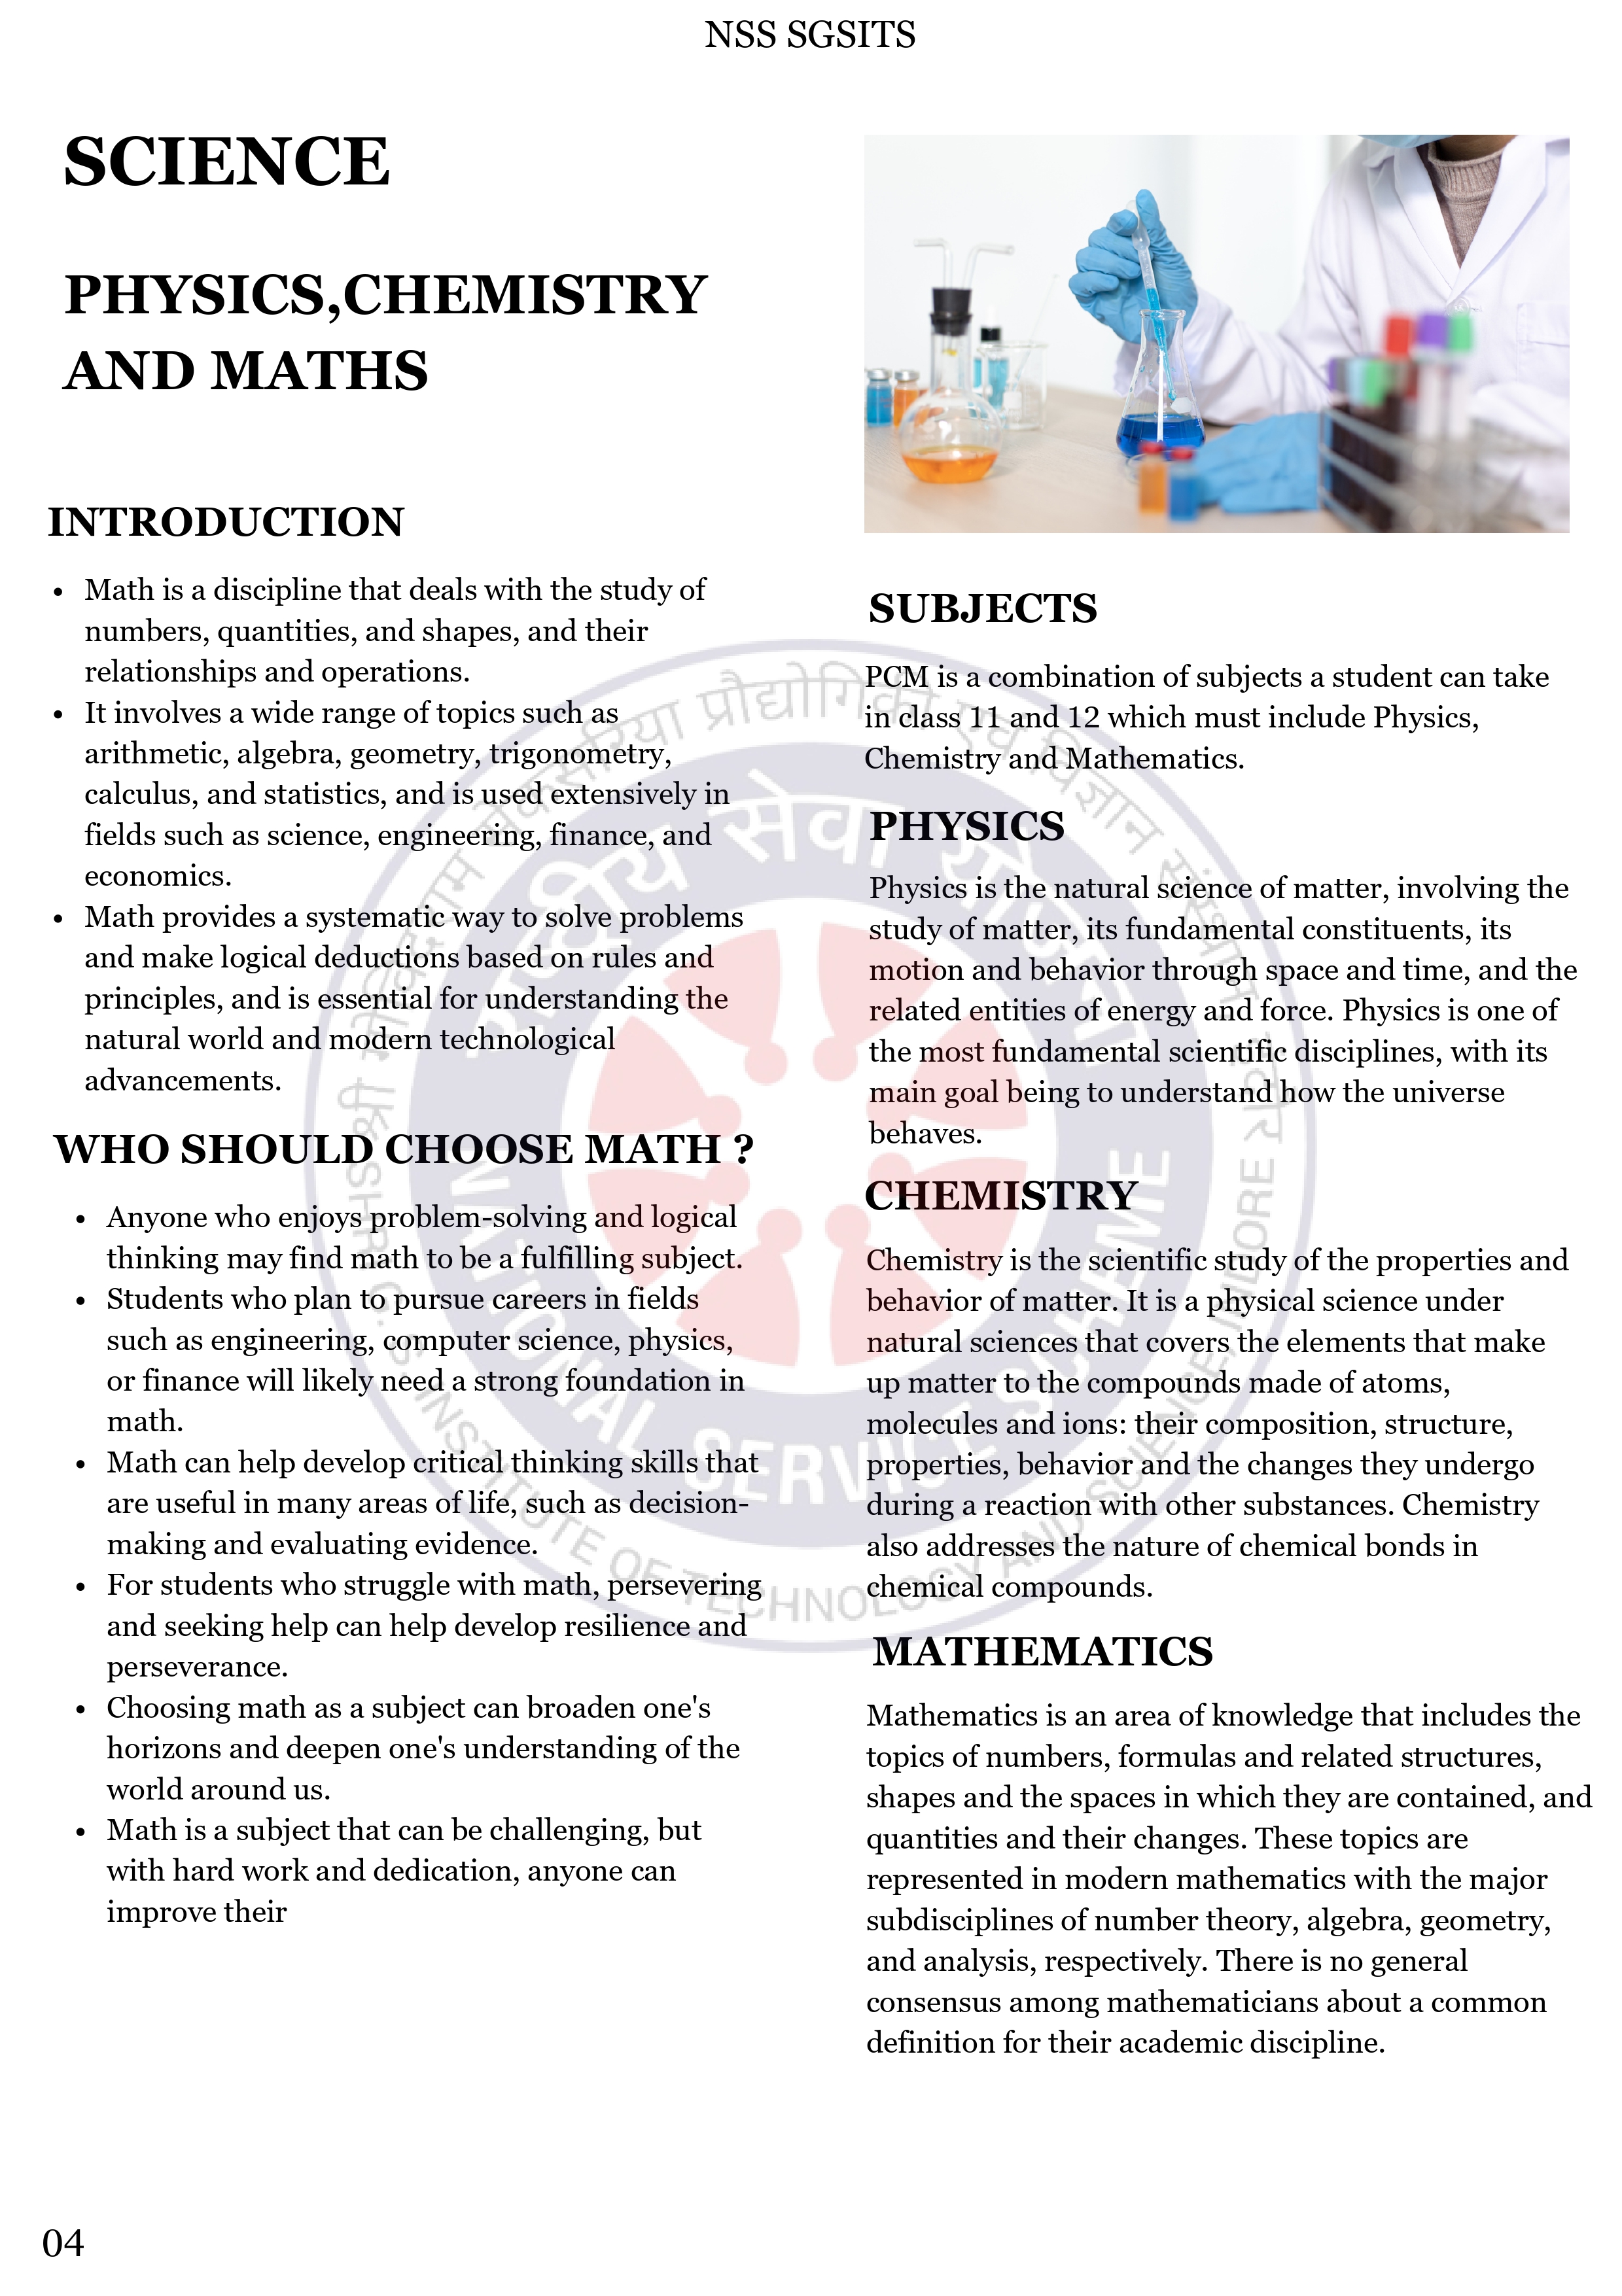 NSS SGSITS
SCIENCE
PHYSICS,CHEMISTRY
AND MATHS
INTRODUCTION
• Math is a discipline that deals with the study of
numbers, quantities, and shapes, and their
relationships and operations.
• It involves a wide range of topics such as
arithmetic, algebra, geometry, trigonometry,
calculus, and statistics, and is used extensively in
fields such as science, engineering, finance, and
economics.
• Math provides a systematic way to solve problems
and make logical deductions based on rules and
principles, and is essential for understanding the
natural world and modern technological
advancements.
WHO SHOULD CHOOSE MATH ?
• Anyone who enjoys problem-solving and logical
thinking may find math to be a fulfilling subject.
• Students who plan to pursue careers in fields
such as engineering, computer science, physics,
or finance will likely need a strong foundation in
math.
• Math can help develop critical thinking skills that
are useful in many areas of life, such as decision-
making and evaluating evidence.
• For students who struggle with math, persevering
and seeking help can help develop resilience and
perseverance.
• Choosing math as a subject can broaden one's
horizons and deepen one's understanding of the
world around us.
• Math is a subject that can be challenging, but
with hard work and dedication, anyone can
improve their
SUBJECTS
PCM is a combination of subjects a student can take
in class 11 and 12 which must include Physics,
Chemistry and Mathematics.
PHYSICS
Physics is the natural science of matter, involving the
study of matter, its fundamental constituents, its
motion and behavior through space and time, and the
related entities of energy and force. Physics is one of
the most fundamental scientific disciplines, with its
main goal being to understand how the universe
behaves.
CHEMISTRY
Chemistry is the scientific study of the properties and
behavior of matter. It is a physical science under
natural sciences that covers the elements that make
up matter to the compounds made of atoms,
molecules and ions: their composition, structure,
properties, behavior and the changes they undergo
during a reaction with other substances. Chemistry
also addresses the nature of chemical bonds in
chemical compounds.
MATHEMATICS
Mathematics is an area of knowledge that includes the
topics of numbers, formulas and related structures,
shapes and the spaces in which they are contained, and
quantities and their changes. These topics are
represented in modern mathematics with the major
subdisciplines of number theory, algebra, geometry,
and analysis, respectively. There is no general
consensus among mathematicians about a common
definition for their academic discipline.
राष्ट्रीय सेवा योजना
NATIONAL SERVICE SCHEME
SHRI G. S. INSTITUTE OF TECHNOLOGY AND SCIENCE, INDORE
04